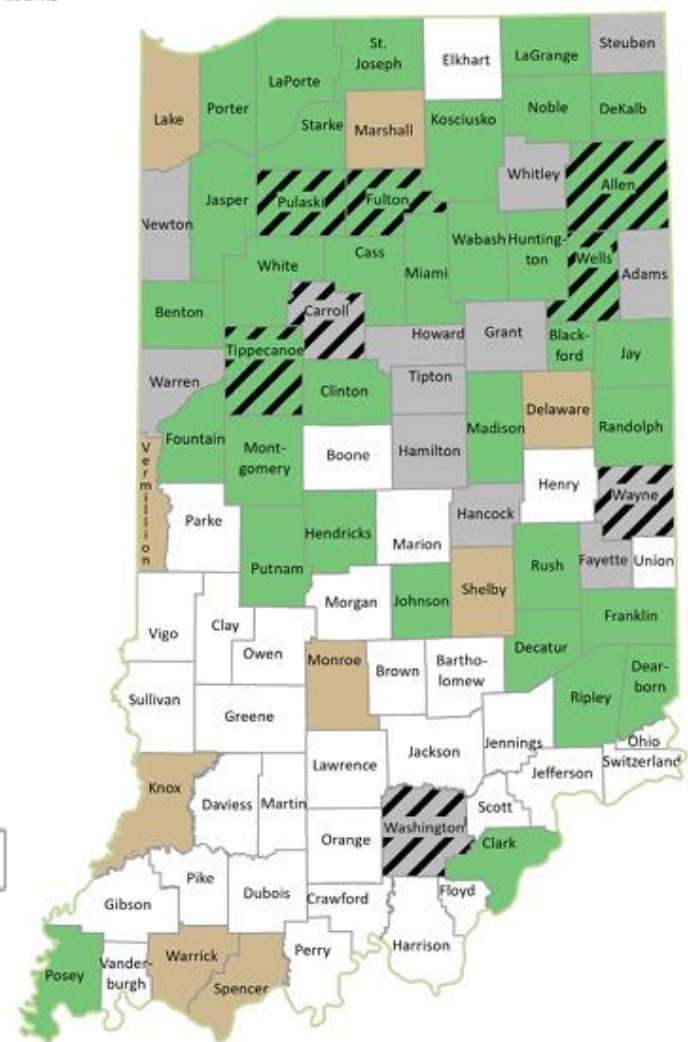 St.
Joseph
Elkhart
LaGrange
Steuben
LaPorte
Porter
Lake
Starke
Marshall
Kosciusko
Noble
DeKalb
Whitley
Allen
Newton
Jasper
Pulaski
Fulton
Wabash
Hunting-
ton
Wells
Adams
White
Cass
Miami
Benton
Carroll
Howard
Grant
Black-
ford
Jay
Tippecanoe
Warren
Clinton
Tipton
Delaware
Randolph
Fountain
Mont-
gomery
Boone
Hamilton
Madison
Henry
Wayne
Vermillion
Parke
Hendricks
Marion
Hancock
Putnam
Rush
Fayette
Union
Shelby
Morgan
Johnson
Franklin
Vigo
Clay
Owen
Monroe
Brown
Bartho-
lomew
Decatur
Dear-
born
Ripley
Sullivan
Greene
Jennings
Ohio
Switzerland
Jackson
Jefferson
Lawrence
Knox
Daviess
Martin
Scott
Washington
Orange
Clark
Pike
Dubois
Crawford
Floyd
Gibson
Harrison
Perry
Warrick
Vander-
burgh
Posey
Spencer